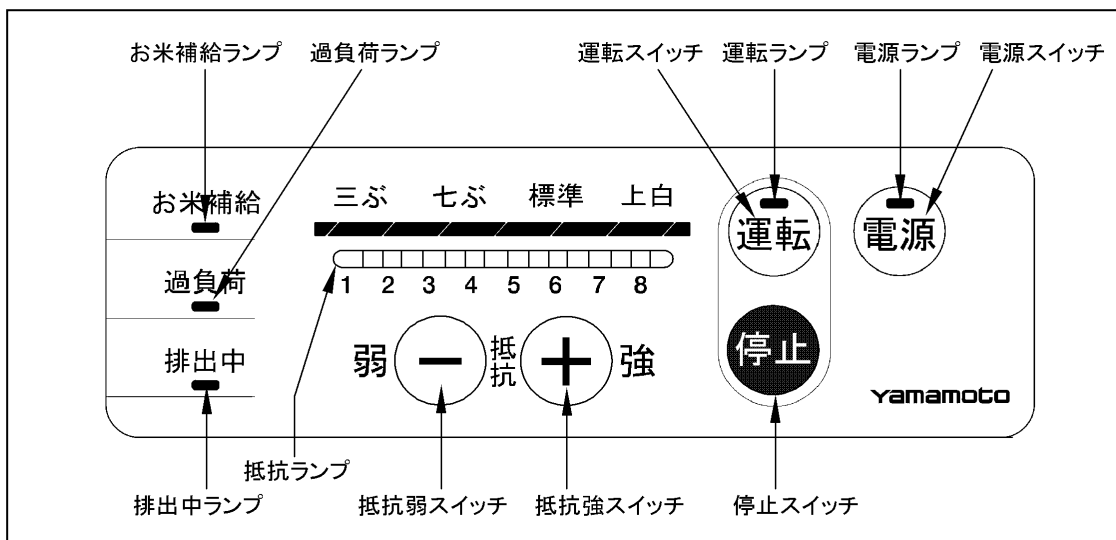 お米補給ランプ 過負荷ランプ 運転スイッチ 運転ランプ 電源ランプ 電源スイッチ
お米補給
三ぶ 七ぶ 標準 上白
運転 電源
過負荷
1 2 3 4 5 6 7 8
排出中
弱 − 抵抗 + 強
停止
Yamamoto
抵抗ランプ
排出中ランプ 抵抗弱スイッチ 抵抗強スイッチ 停止スイッチ